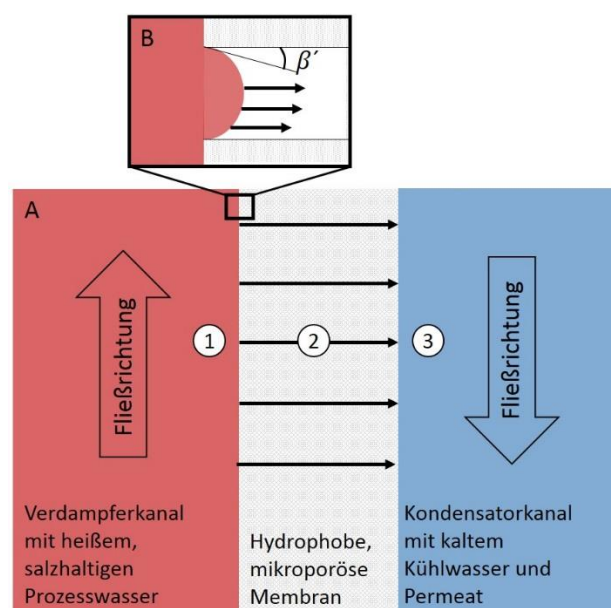 B
β´
A
Fließrichtung
1
2
3
Fließrichtung
Verdampferkanal
mit heißem,
salzhaltigen
Prozesswasser
Hydrophobe,
mikroporöse
Membran
Kondensatorkanal
mit kaltem
Kühlwasser und
Permeat